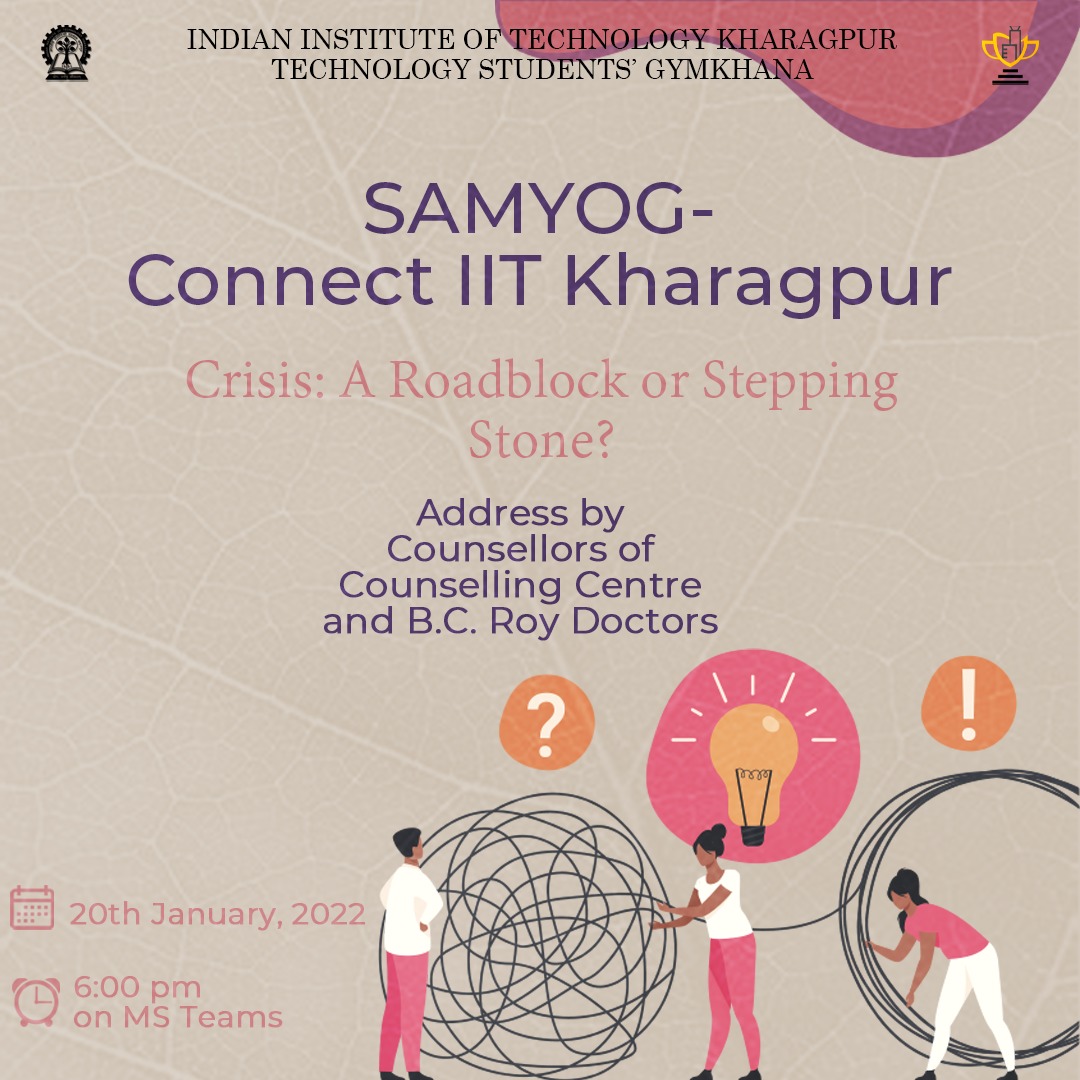 INDIAN INSTITUTE OF TECHNOLOGY KHARAGPUR
TECHNOLOGY STUDENTS’ GYMKHANA
SAMYOG-
Connect IIT Kharagpur
Crisis: A Roadblock or Stepping
Stone?
Address by
Counsellors of
Counselling Centre
and B.C. Roy Doctors
?
!
20th January, 2022
6:00 pm
on MS Teams